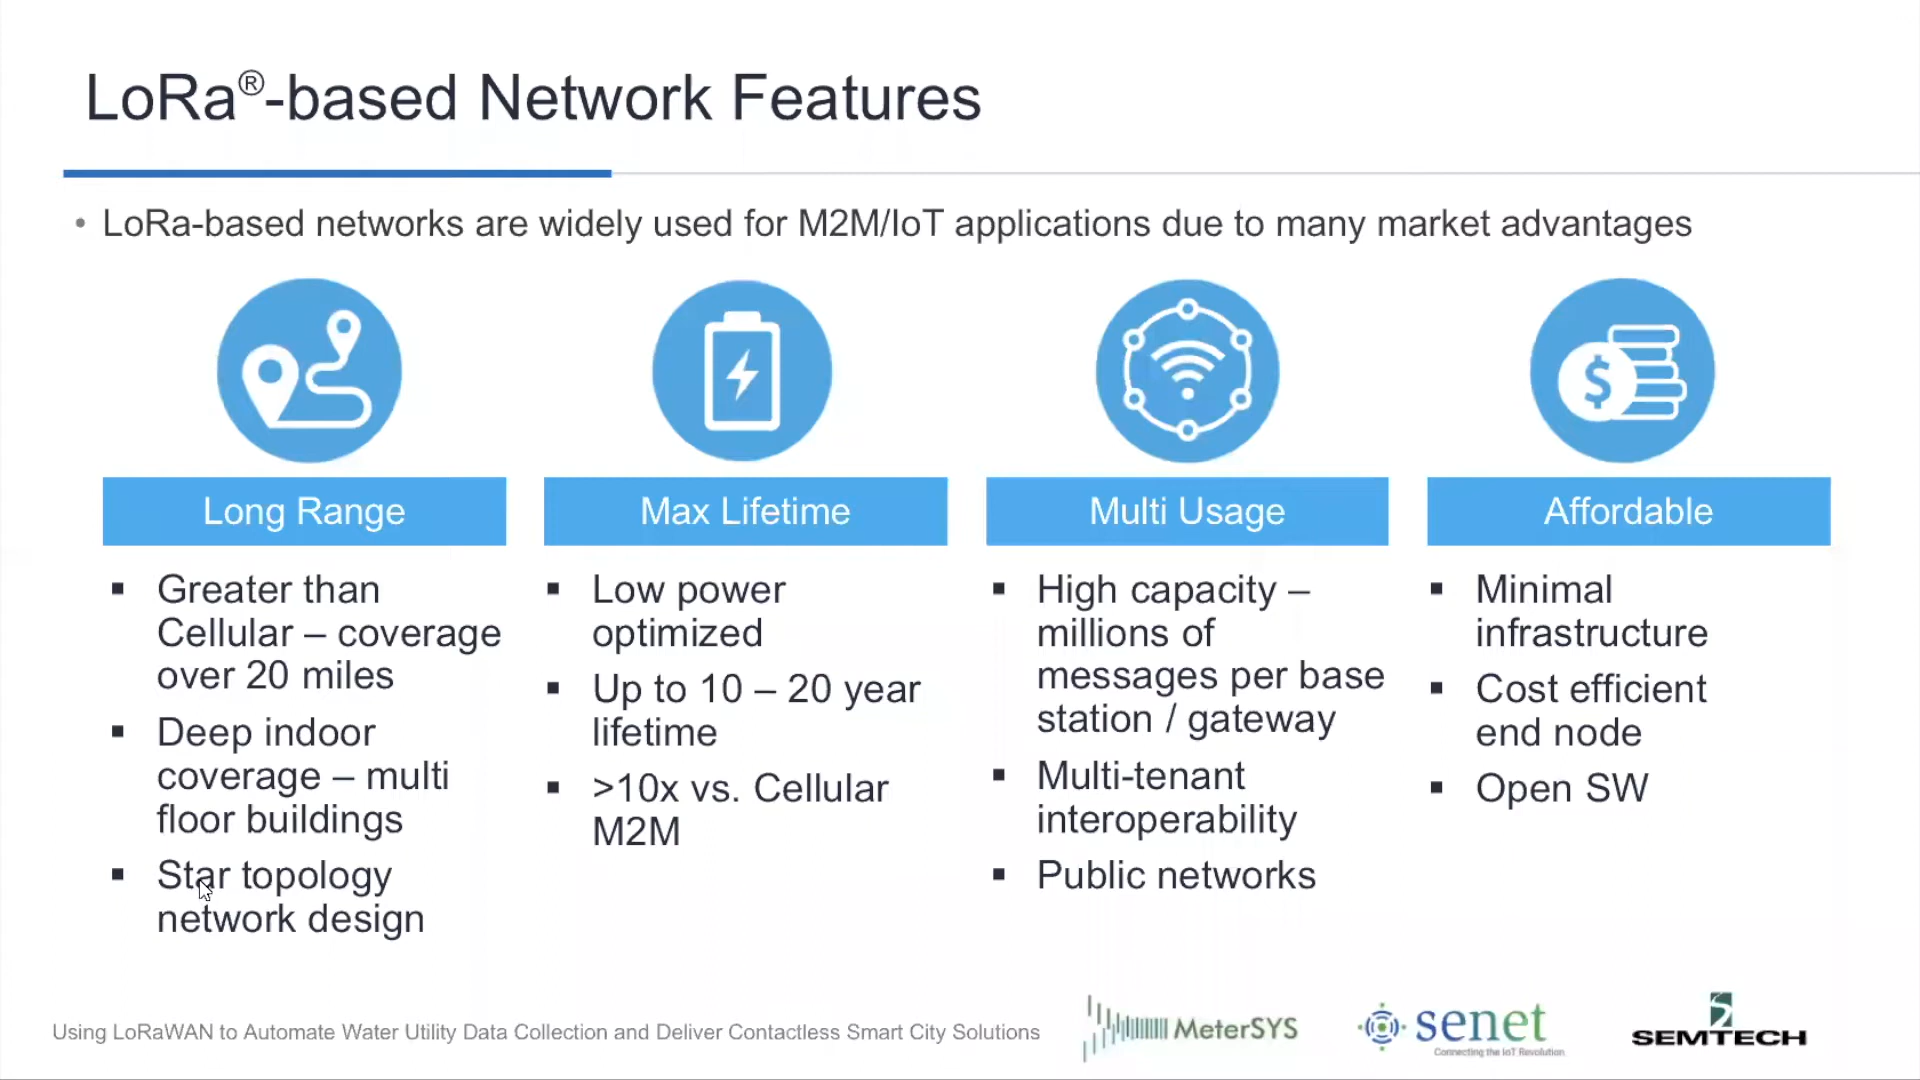 LoRa®-based Network Features
• LoRa-based networks are widely used for M2M/IoT applications due to many market advantages
$
Long Range
Max Lifetime
Multi Usage
Affordable
▪ Greater than
Cellular – coverage
over 20 miles
▪ Deep indoor
coverage – multi
floor buildings
▪ Star topology
network design
▪ Low power
optimized
▪ Up to 10 – 20 year
lifetime
▪ >10x vs. Cellular
M2M
▪ High capacity –
millions of
messages per base
station / gateway
▪ Multi-tenant
interoperability
▪ Public networks
▪ Minimal
infrastructure
▪ Cost efficient
end node
▪ Open SW
Using LoRaWAN to Automate Water Utility Data Collection and Deliver Contactless Smart City Solutions
MeterSYS
senet
Connecting the IoT Revolution
SEMTECH